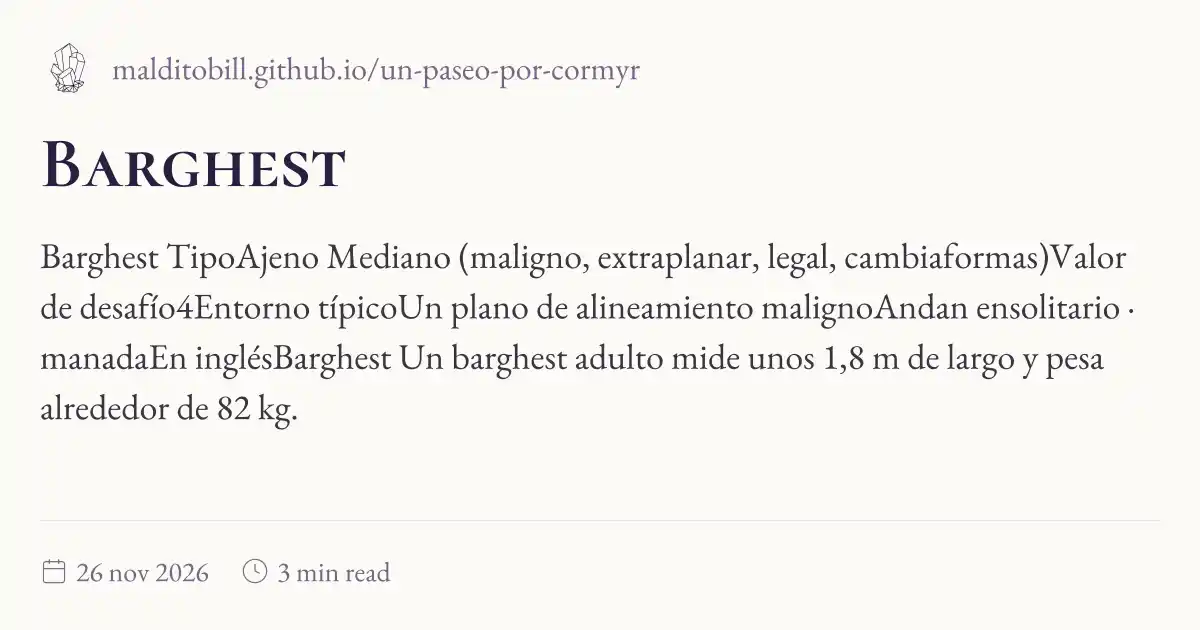 malditobill.github.io/un-paseo-por-cormyr
Barghest
Barghest TipoAjeno Mediano (maligno, extraplanar, legal, cambiaformas)Valor
de desafío4Entorno típicoUn plano de alineamiento malignoAndan ensolitario ·
manadaEn inglésBarghest Un barghest adulto mide unos 1,8 m de largo y pesa
alrededor de 82 kg.
26 nov 2026 3 min read